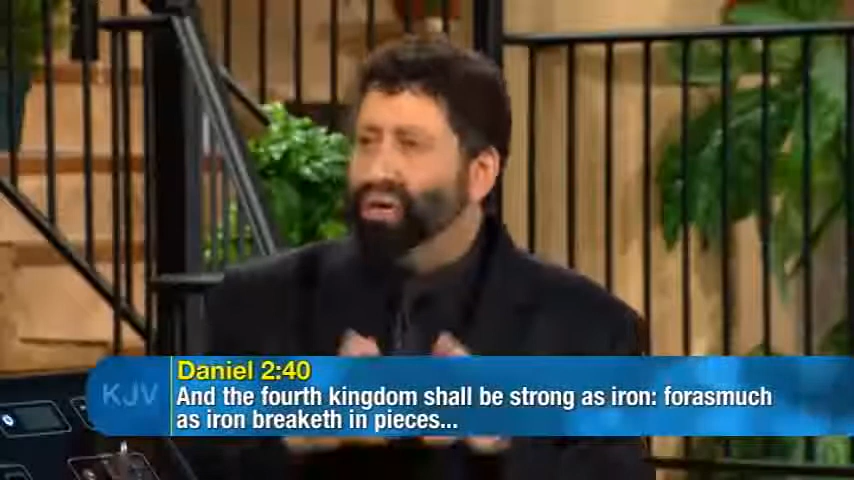 KJV
Daniel 2:40
And the fourth kingdom shall be strong as iron: forasmuch
as iron breaketh in pieces...